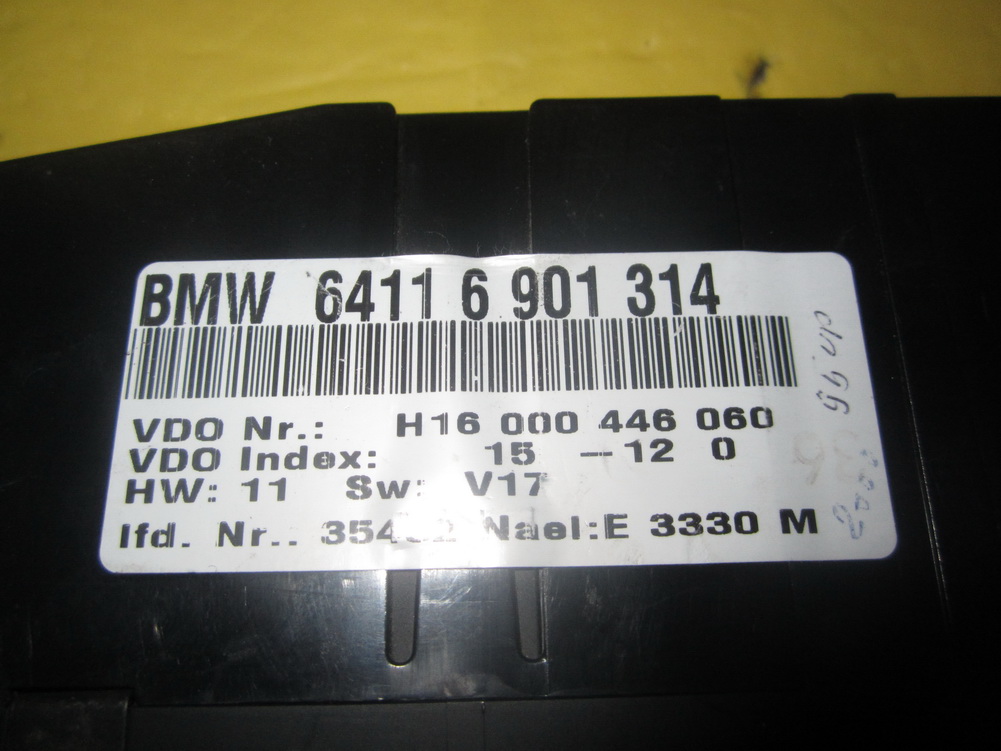 BMW 6411 6 901 314
VDO Nr.: H16 000 446 060
VDO Index: 15 -12 0
HW: 11 Sw: V17
lfd. Nr.. Nael:E 3330 M